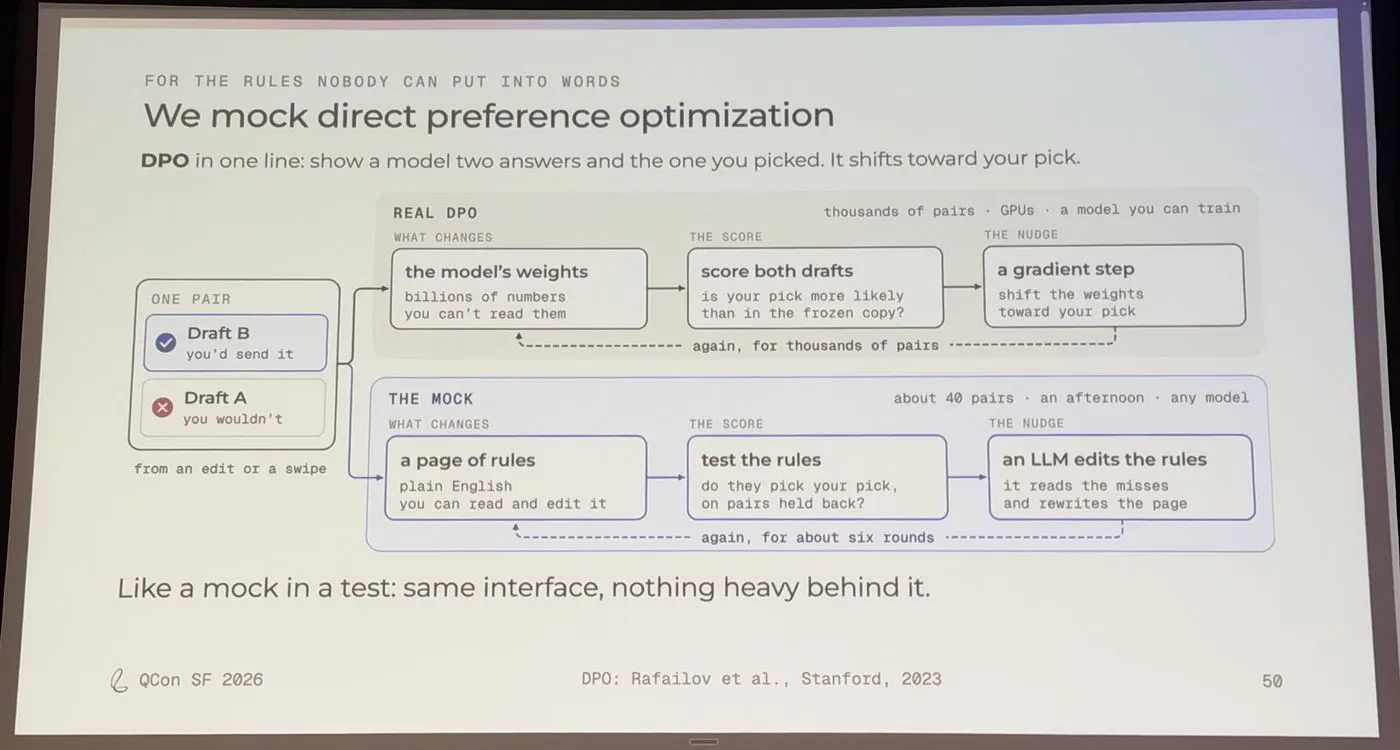 FOR THE RULES NOBODY CAN PUT INTO WORDS
We mock direct preference optimization
DPO in one line: show a model two answers and the one you picked. It shifts toward your pick.
REAL DPO
thousands of pairs · GPUs · a model you can train
WHAT CHANGES
the model's weights
billions of numbers
you can't read them
THE SCORE
score both drafts
is your pick more likely
than in the frozen copy?
THE NUDGE
a gradient step
shift the weights
toward your pick
again, for thousands of pairs
ONE PAIR
Draft B
you'd send it
Draft A
you wouldn't
from an edit or a swipe
THE MOCK
about 40 pairs · an afternoon · any model
WHAT CHANGES
a page of rules
plain English
you can read and edit it
THE SCORE
test the rules
do they pick your pick,
on pairs held back?
THE NUDGE
an LLM edits the rules
it reads the misses
and rewrites the page
again, for about six rounds
Like a mock in a test: same interface, nothing heavy behind it.
QCon SF 2026
DPO: Rafailov et al., Stanford, 2023
50